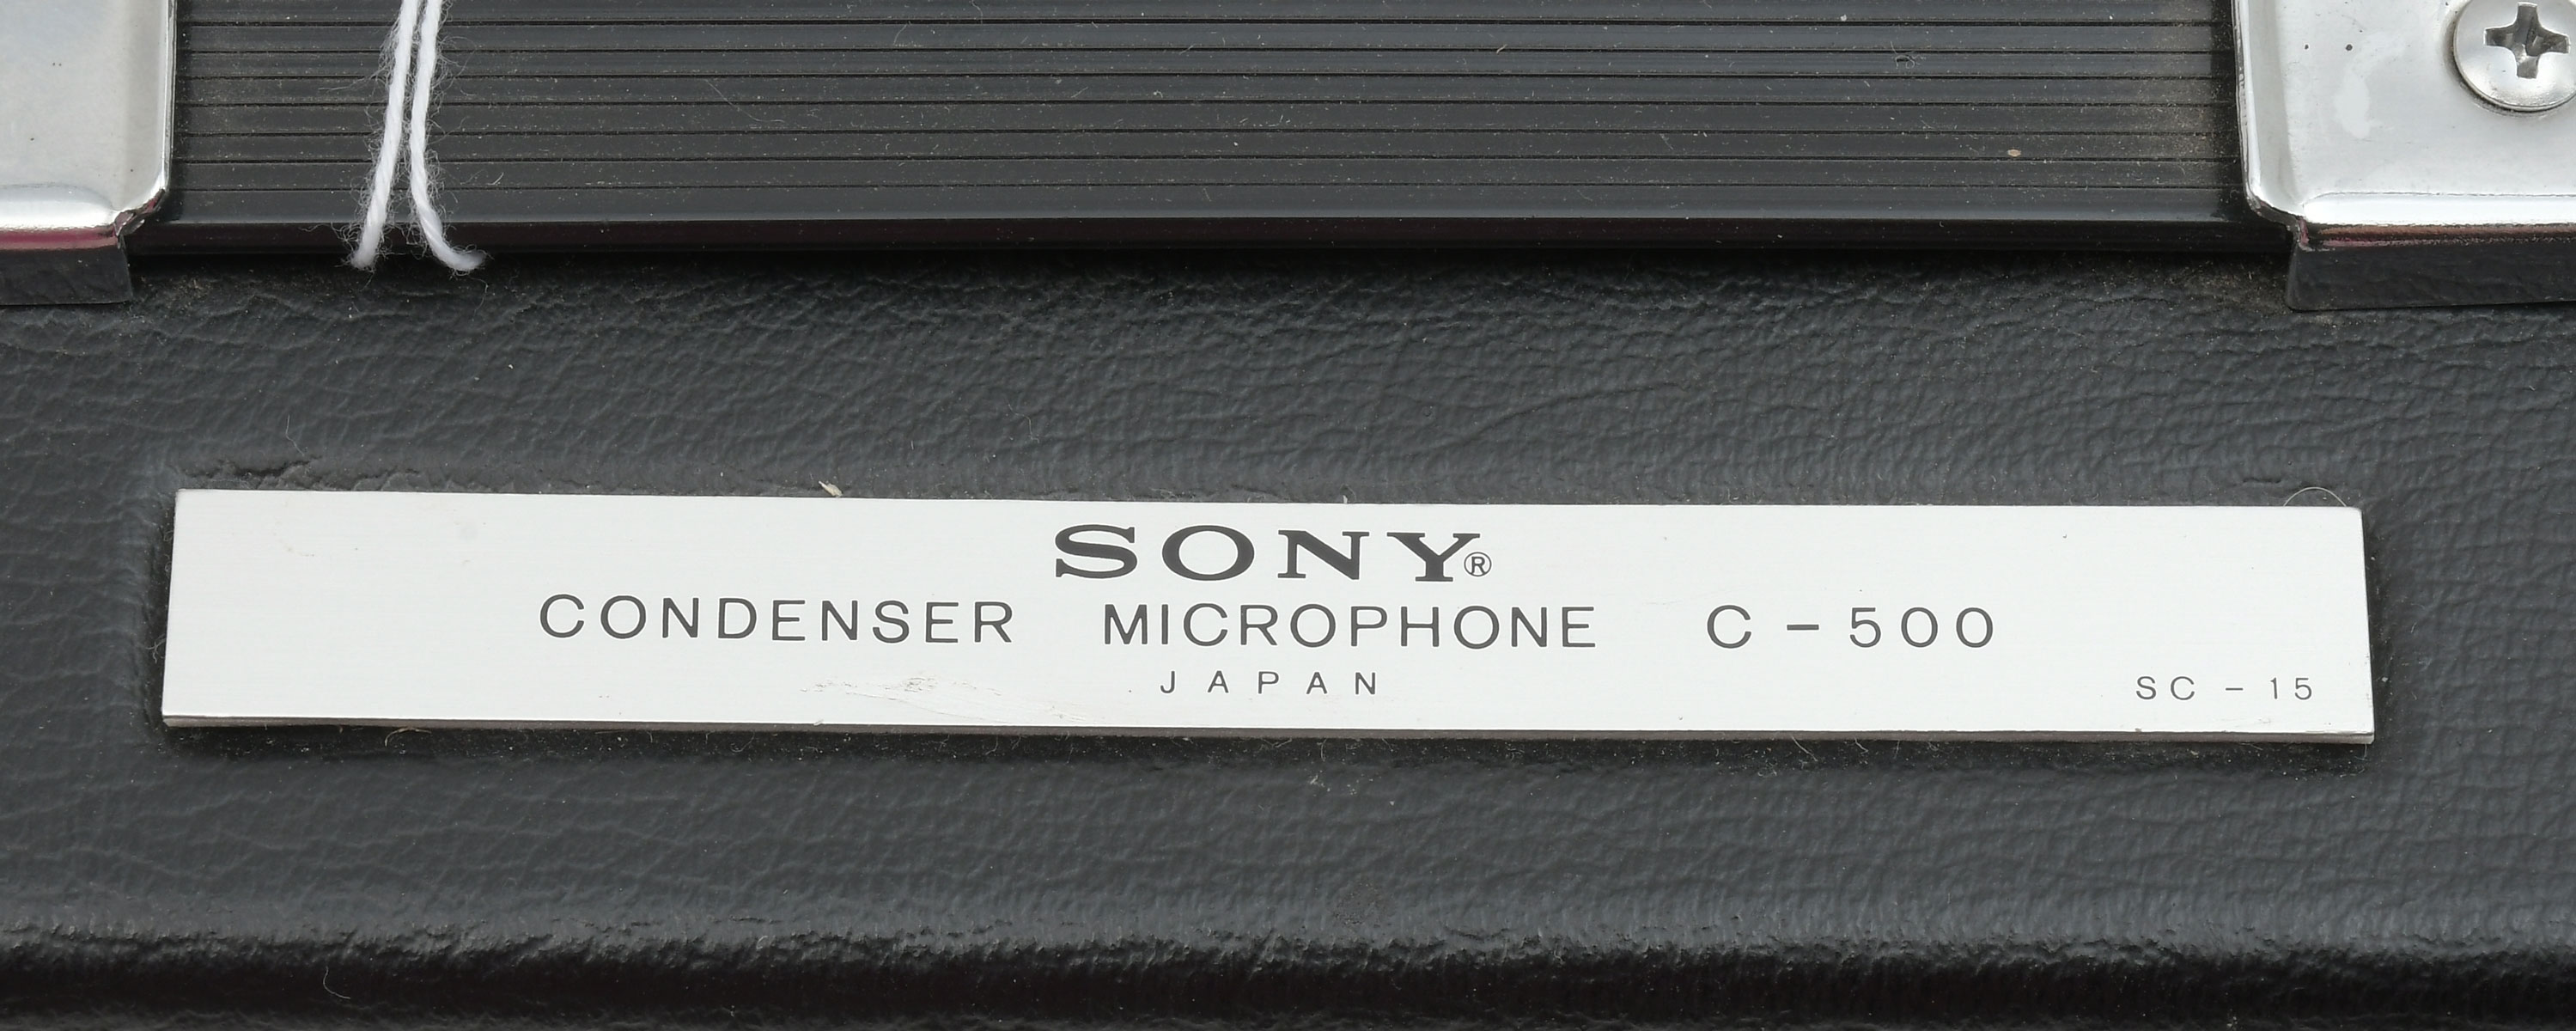 SONY®
CONDENSER MICROPHONE C-500
JAPAN
SC-15